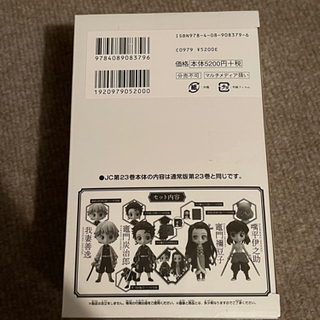 ISBN978-4-08-908379-6
C0979 ¥5200E
価格[本体5200円+税]
分売不可 マルチメディア扱い
9784089083796
1920979052000
●JC第23巻本体の内容は通常版第23巻と同じです。
セット内容
我妻善逸
竈門炭治郎
竈門禰豆子
嘴平伊之助